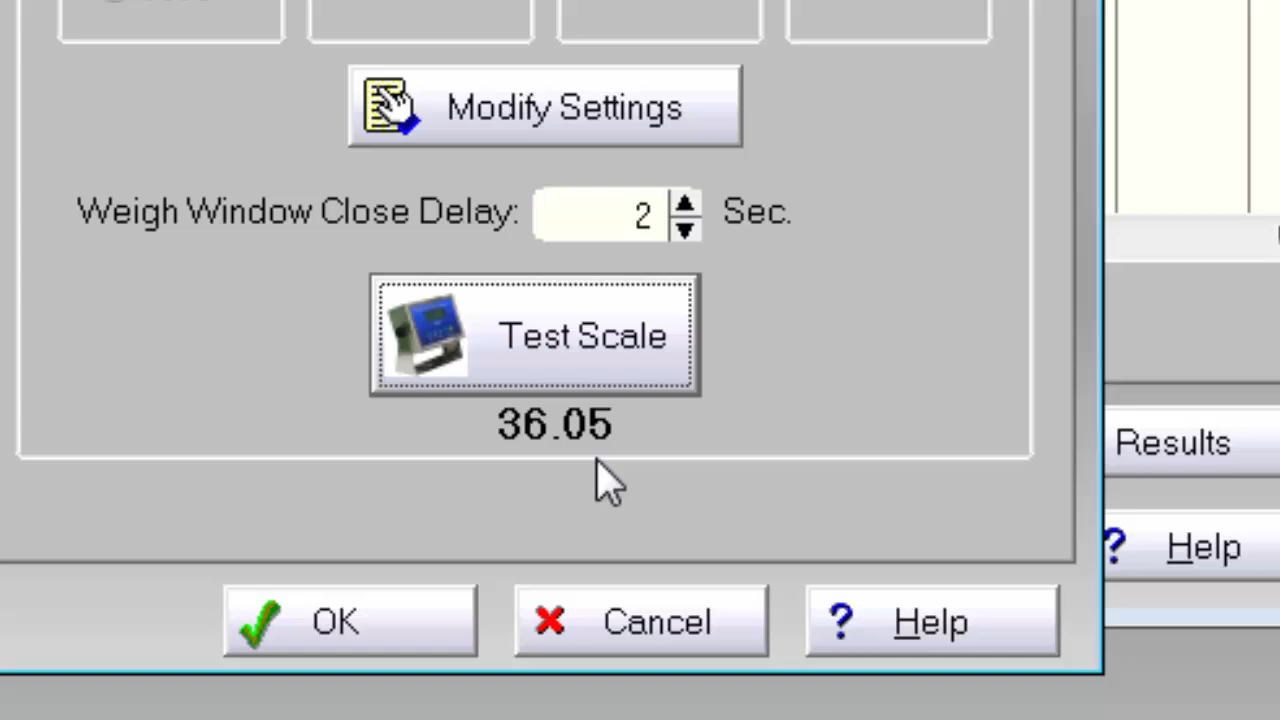 Modify Settings
Weigh Window Close Delay: 2 Sec.
Test Scale
36.05
Results
? Help
OK
Cancel
? Help